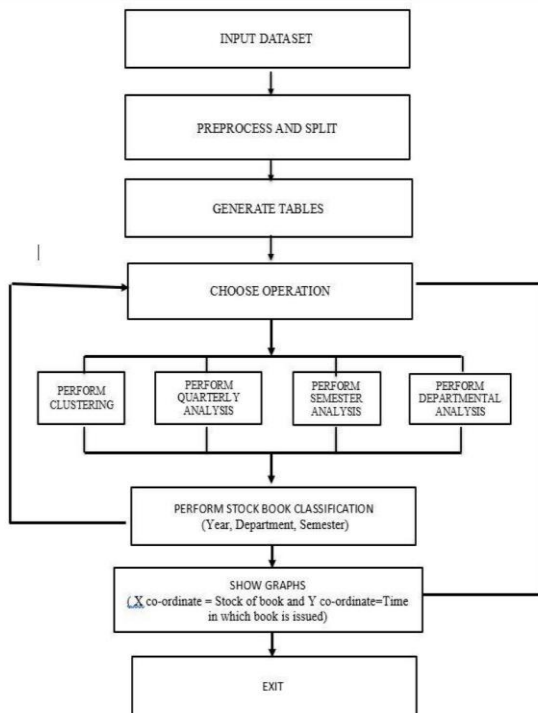 INPUT DATASET
PREPROCESS AND SPLIT
GENERATE TABLES
CHOOSE OPERATION
PERFORM
CLUSTERING
PERFORM
QUARTERLY
ANALYSIS
PERFORM
SEMESTER
ANALYSIS
PERFORM
DEPARTMENTAL
ANALYSIS
PERFORM STOCK BOOK CLASSIFICATION
(Year, Department, Semester)
SHOW GRAPHS
( X co-ordinate = Stock of book and Y co-ordinate=Time
in which book is issued)
EXIT